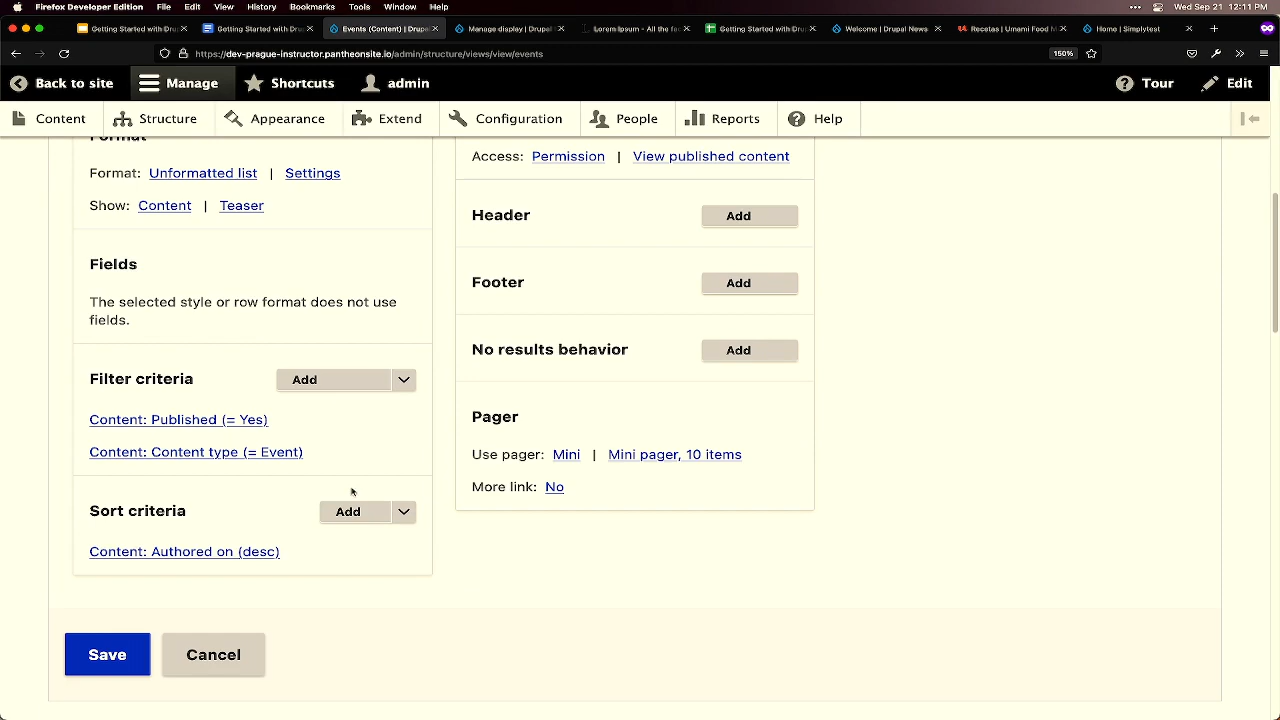 Firefox Developer Edition File Edit View History Bookmarks Tools Window Help
Wed Sep 21 12:11 PM
Getting Started with Dru
Getting Started with Dru
Events (Content) | Drup
Manage display | Drupal
Lorem Ipsum - All the fa
Getting Started with Dru
Welcome | Drupal News
Recetas | Umami Food M
Home | Simplytest
https://dev-prague-instructor.pantheonsite.io/admin/structure/views/view/events
150%
Back to site
Manage
Shortcuts
admin
Tour
Edit
Content
Structure
Appearance
Extend
Configuration
People
Reports
Help
Format
Format: Unformatted list | Settings
Show: Content | Teaser
Fields
The selected style or row format does not use
fields.
Filter criteria
Add
Content: Published (= Yes)
Content: Content type (= Event)
Sort criteria
Add
Content: Authored on (desc)
Access: Permission | View published content
Header
Add
Footer
Add
No results behavior
Add
Pager
Use pager: Mini | Mini pager, 10 items
More link: No
Save
Cancel